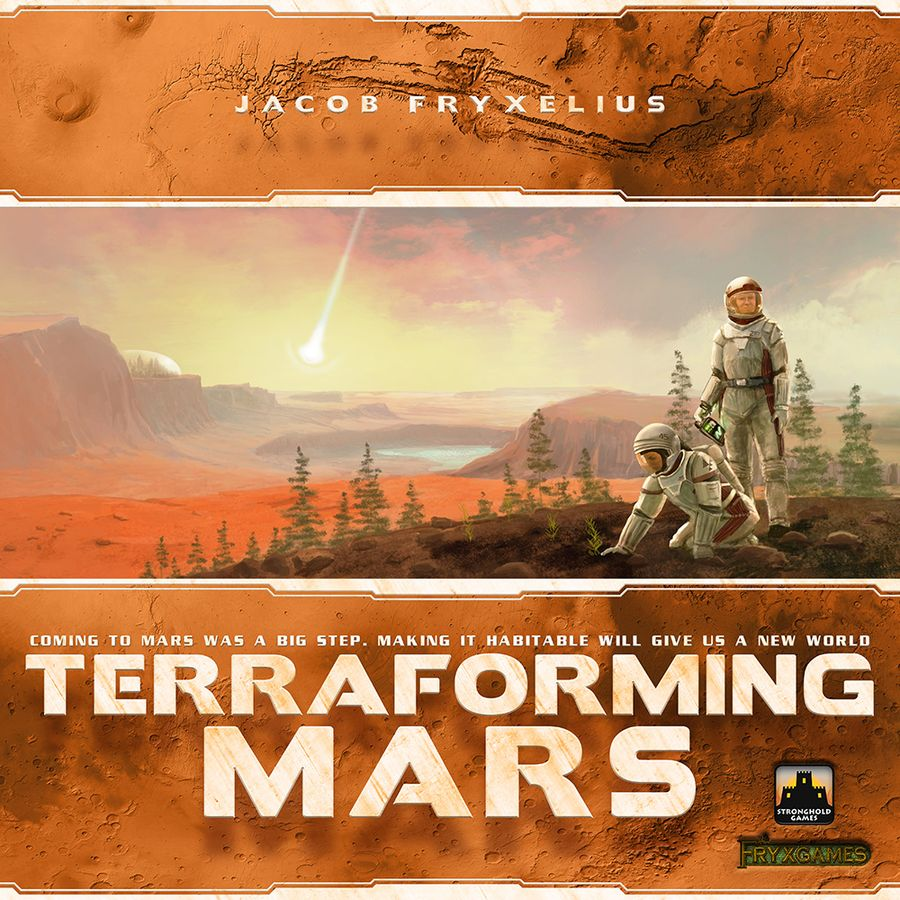 JACOB FRYXELIUS
45
COMING TO MARS WAS A BIG STEP. MAKING IT HABITABLE WILL GIVE US A NEW WORLD
TERRAFORMING
MARS
STRONGHOLD
GAMES
FRYXGAMES